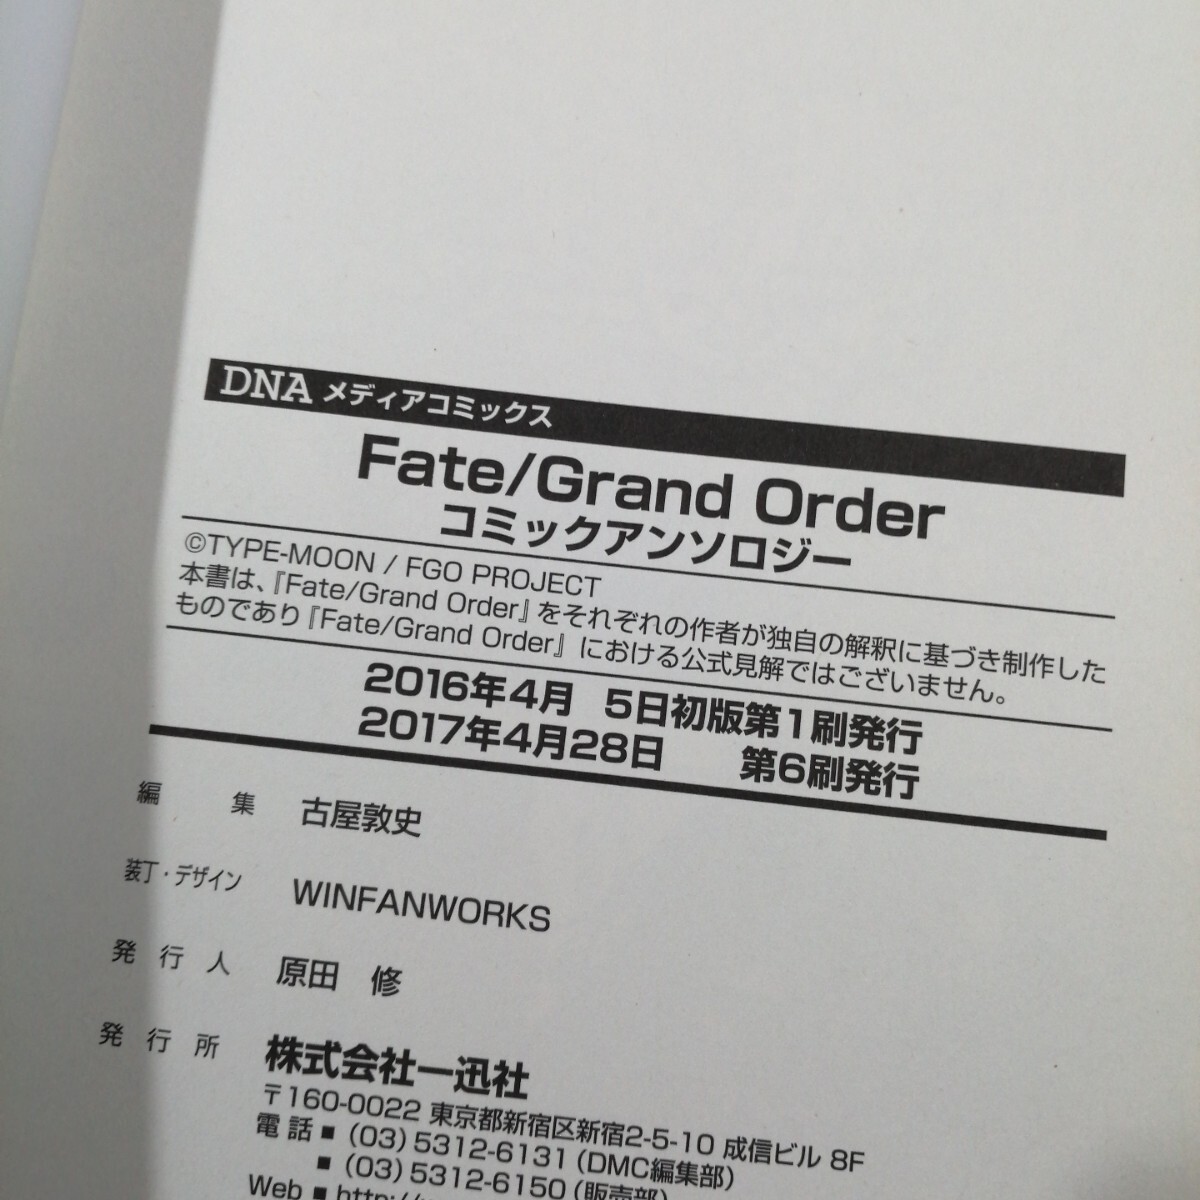 DNA メディアコミックス
Fate/Grand Order
コミックアンソロジー
©TYPE-MOON / FGO PROJECT
本書は、『Fate/Grand Order』をそれぞれの作者が独自の解釈に基づき制作した
ものであり『Fate/Grand Order』における公式見解ではございません。
2016年4月 5日初版第1刷発行
2017年4月28日 第6刷発行
編 集 古屋敦史
装丁・デザイン WINFANWORKS
発 行 人 原田 修
発 行 所 株式会社一迅社
〒160-0022 東京都新宿区新宿2-5-10 成信ビル 8F
電話■(03)5312-6131(DMC編集部)
■(03)5312-6150(販売部)
Web■